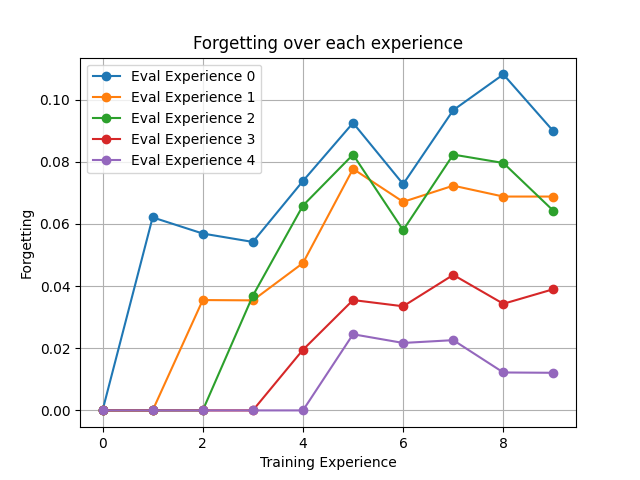 Forgetting over each experience
Eval Experience 0
Eval Experience 1
Eval Experience 2
Eval Experience 3
Eval Experience 4
Forgetting
0.10
0.08
0.06
0.04
0.02
0.00
0 2 4 6 8
Training Experience